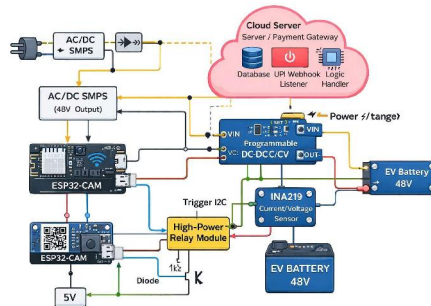 Cloud Server
Server / Payment Gateway
Database
UPI Webhook
Listener
Logic
Handler
AC/DC
SMPS
AC/DC SMPS
(48V Output)
Power ⚡/tange)
VIN
VIN
Programmable
DC-DCC/CV
OUT
ESP32-CAM
EV Battery
48V
Trigger I2C
INA219
Current/Voltage
Sensor
High-Power
Relay Module
ESP32-CAM
1kΩ
Diode
K
5V
EV BATTERY
48V